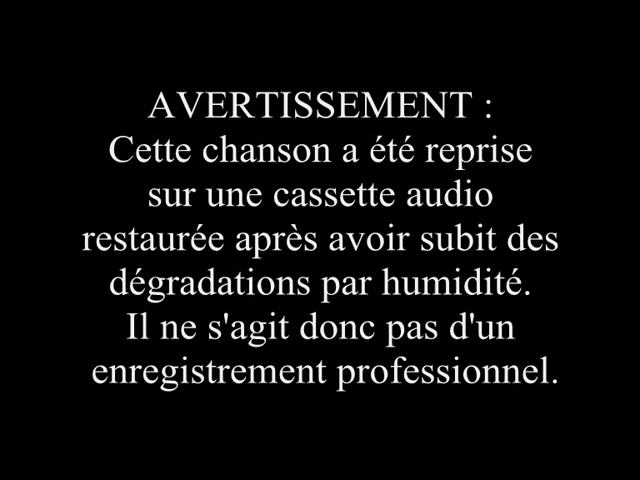 AVERTISSEMENT :
Cette chanson a été reprise
sur une cassette audio
restaurée après avoir subit des
dégradations par humidité.
Il ne s'agit donc pas d'un
enregistrement professionnel.